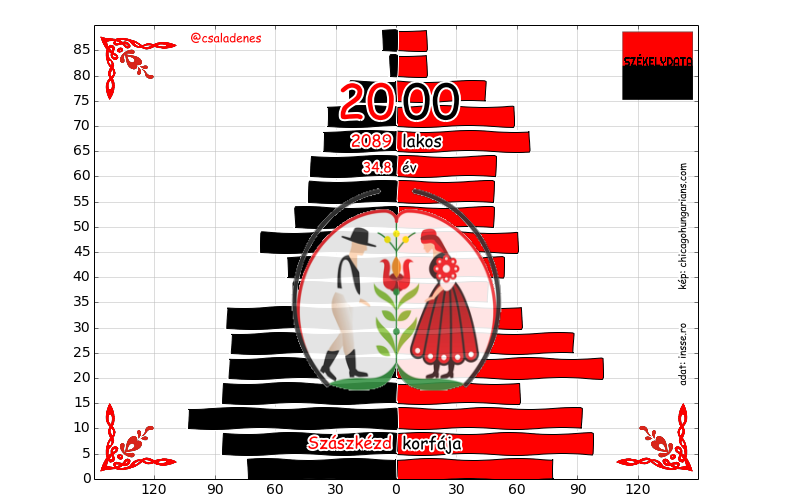 @csaladenes
SZÉKELYDATA
2000
2089 lakos
34.8 év
kép: chicagohungarians.com
adat: insse.ro
Szászkézd korfája
85
80
75
70
65
60
55
50
45
40
35
30
25
20
15
10
5
0
120 90 60 30 0 30 60 90 120